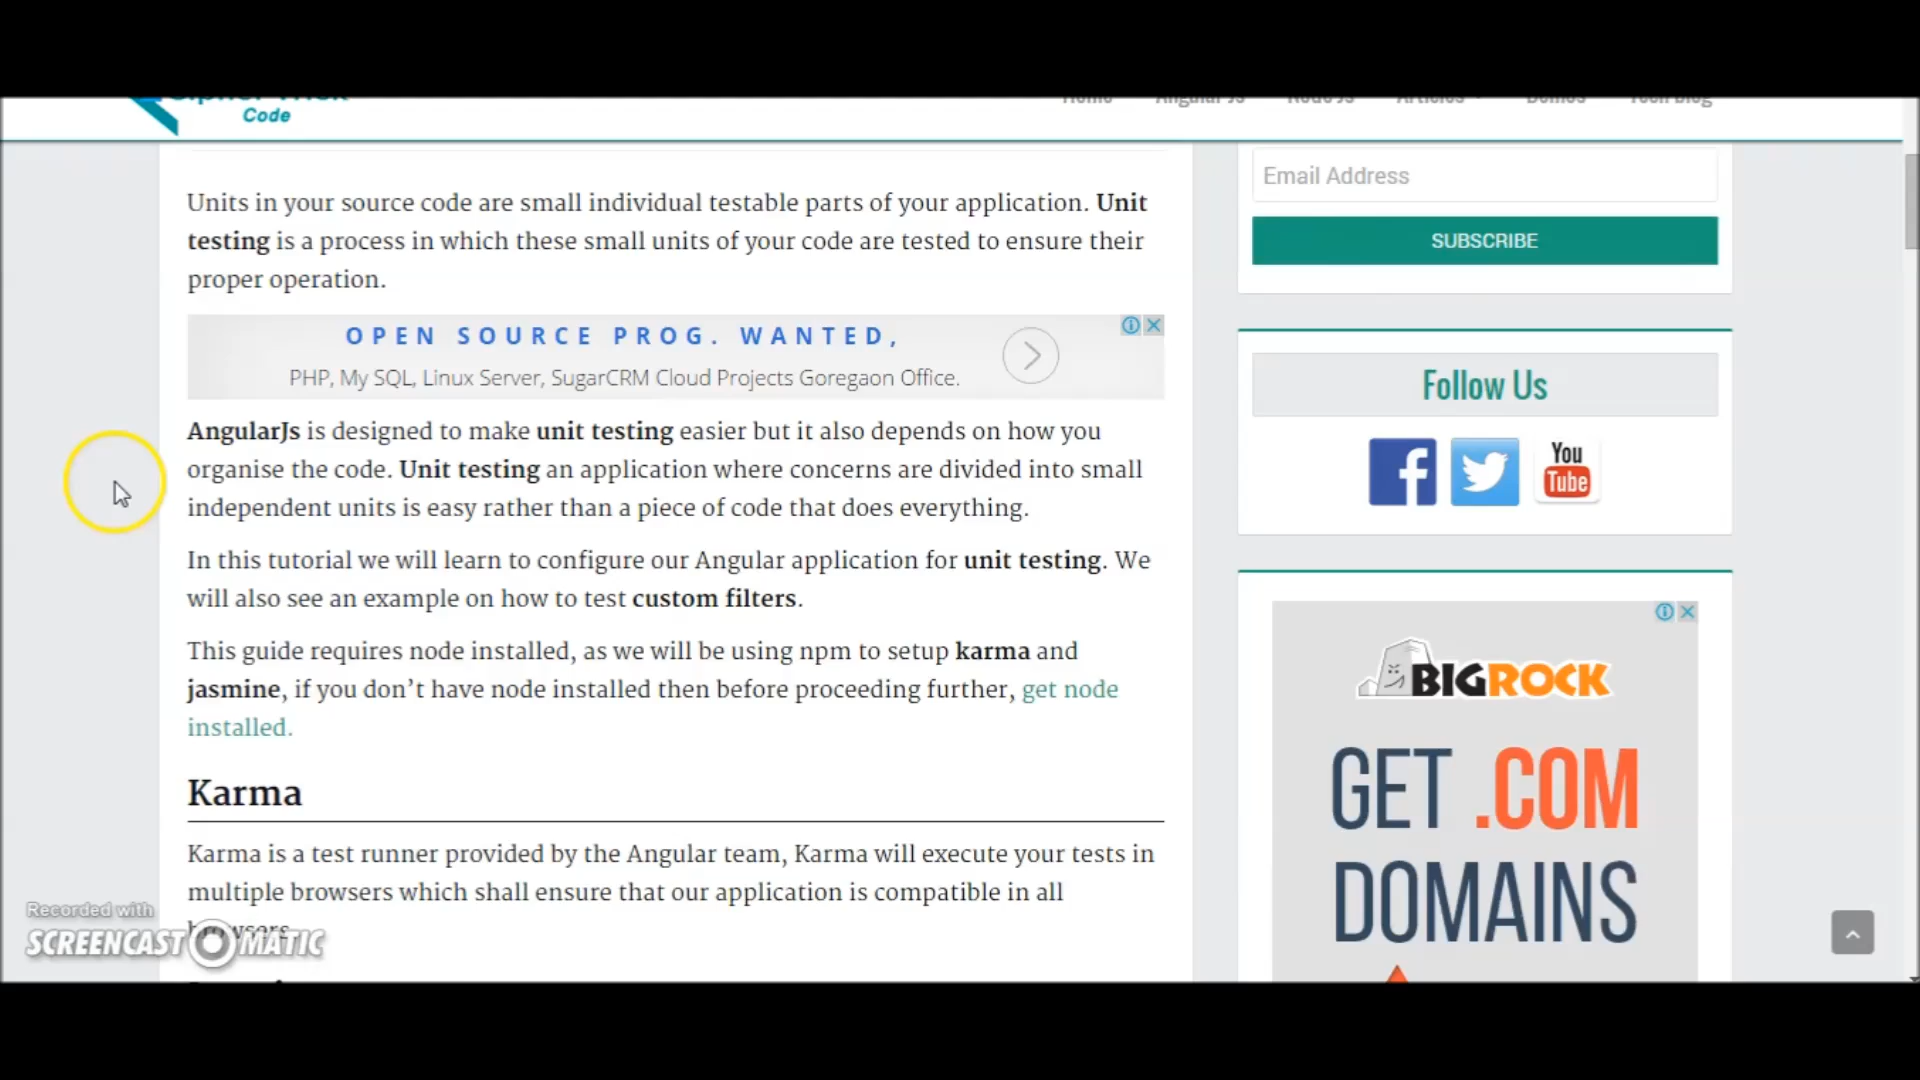 Code
Home Angular Js Node Js Articles Demos Tech Blog
Units in your source code are small individual testable parts of your application. Unit
testing is a process in which these small units of your code are tested to ensure their
proper operation.
OPEN SOURCE PROG. WANTED,
PHP, My SQL, Linux Server, SugarCRM Cloud Projects Goregaon Office.
AngularJs is designed to make unit testing easier but it also depends on how you
organise the code. Unit testing an application where concerns are divided into small
independent units is easy rather than a piece of code that does everything.
In this tutorial we will learn to configure our Angular application for unit testing. We
will also see an example on how to test custom filters.
This guide requires node installed, as we will be using npm to setup karma and
jasmine, if you don’t have node installed then before proceeding further, get node
installed.
Karma
Karma is a test runner provided by the Angular team, Karma will execute your tests in
multiple browsers which shall ensure that our application is compatible in all
browsers.
Recorded with
SCREENCAST MATIC
Email Address
SUBSCRIBE
Follow Us
You
Tube
BIGROCK
GET .COM
DOMAINS